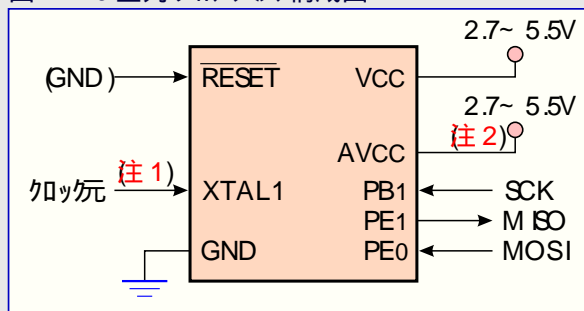 2.7~ 5.5V
(GND)
RESET
VCC
2.7~ 5.5V
(注2)
AVCC
(注1)
クロック元
XTAL1
PB1
SCK
PE1
MISO
GND
PE0
MOSI